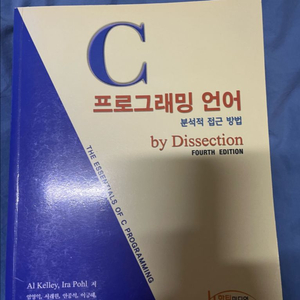 C
프로그래밍 언어
분석적 접근 방법
by Dissection
FOURTH EDITION
THE ESSENTIALS OF C PROGRAMMING
Al Kelley, Ira Pohl 저